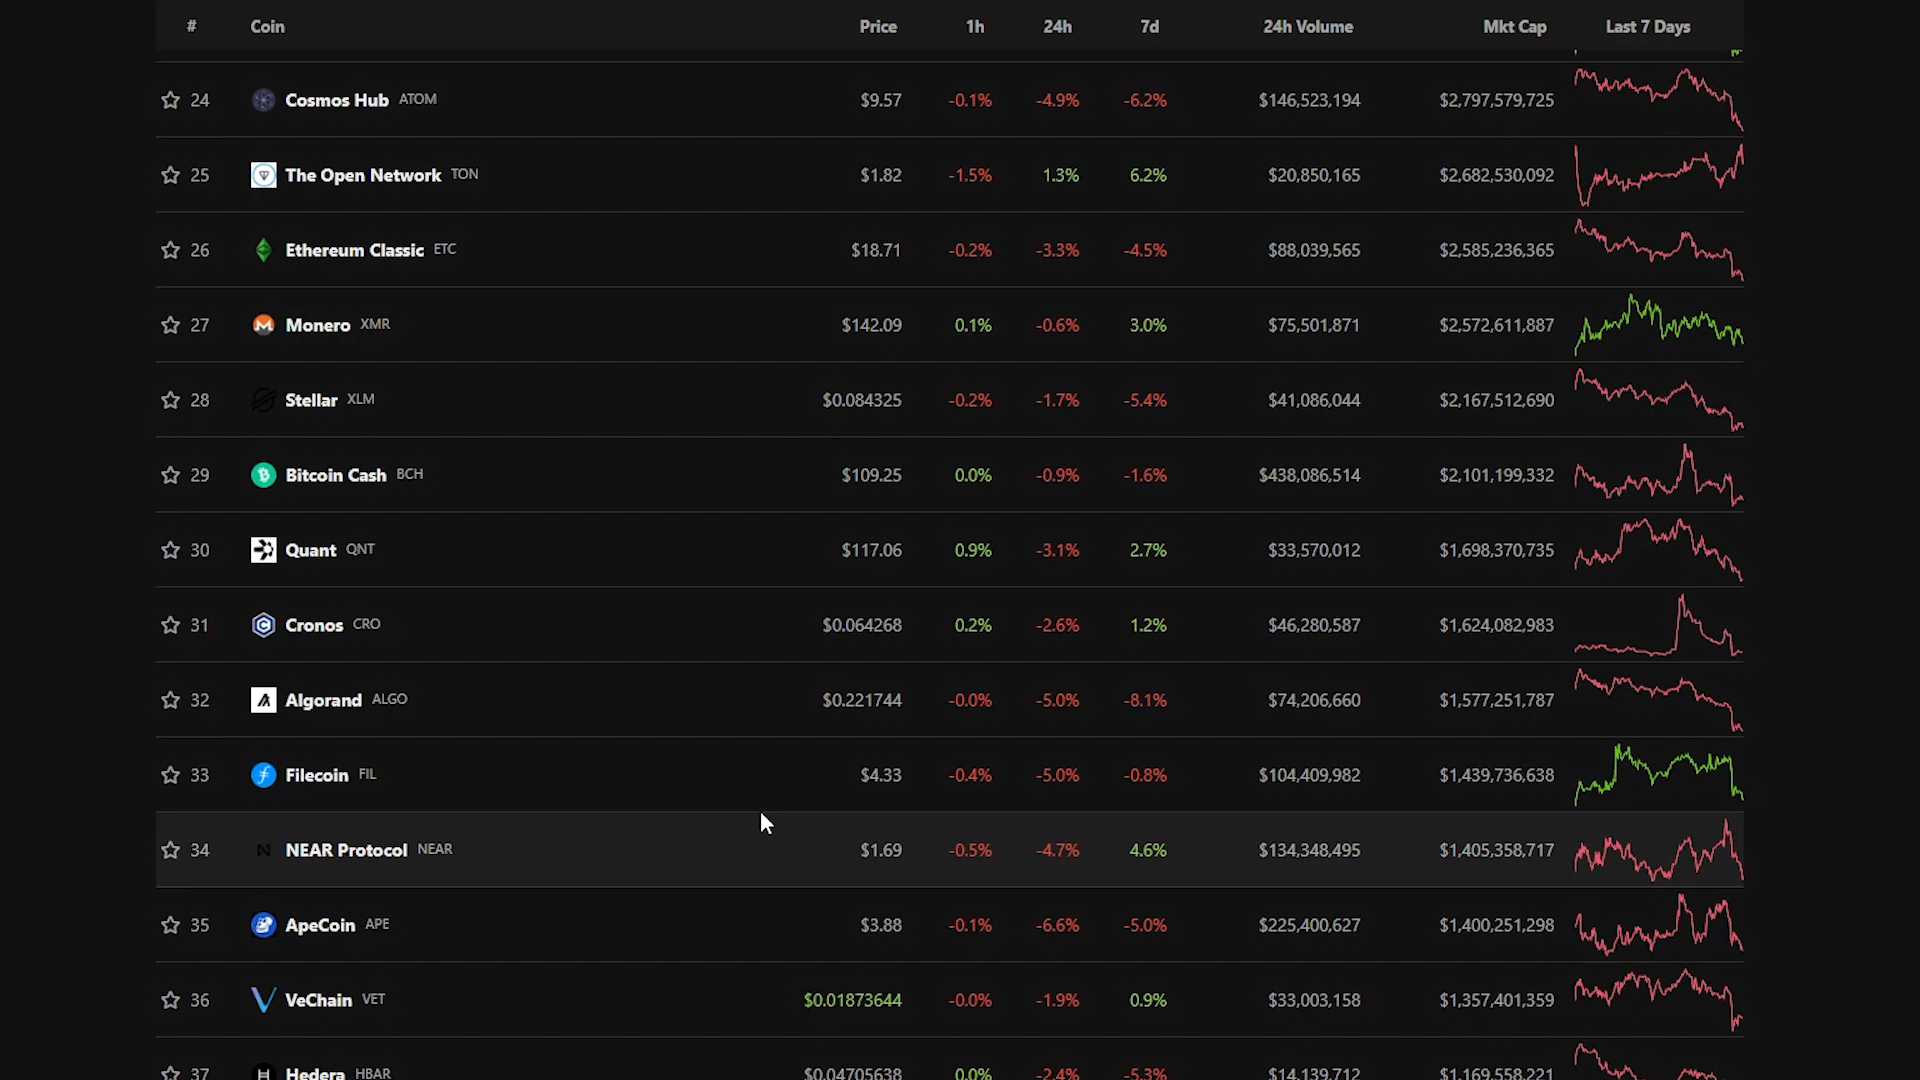 # Coin Price 1h 24h 7d 24h Volume Mkt Cap Last 7 Days
24 Cosmos Hub ATOM $9.57 -0.1% -4.9% -6.2% $146,523,194 $2,797,579,725
25 The Open Network TON $1.82 -1.5% 1.3% 6.2% $20,850,165 $2,682,530,092
26 Ethereum Classic ETC $18.71 -0.2% -3.3% -4.5% $88,039,565 $2,585,236,365
27 Monero XMR $142.09 0.1% -0.6% 3.0% $75,501,871 $2,572,611,887
28 Stellar XLM $0.084325 -0.2% -1.7% -5.4% $41,086,044 $2,167,512,690
29 Bitcoin Cash BCH $109.25 0.0% -0.9% -1.6% $438,086,514 $2,101,199,332
30 Quant QNT $117.06 0.9% -3.1% 2.7% $33,570,012 $1,698,370,735
31 Cronos CRO $0.064268 0.2% -2.6% 1.2% $46,280,587 $1,624,082,983
32 Algorand ALGO $0.221744 -0.0% -5.0% -8.1% $74,206,660 $1,577,251,787
33 Filecoin FIL $4.33 -0.4% -5.0% -0.8% $104,409,982 $1,439,736,638
34 NEAR Protocol NEAR $1.69 -0.5% -4.7% 4.6% $134,348,495 $1,405,358,717
35 ApeCoin APE $3.88 -0.1% -6.6% -5.0% $225,400,627 $1,400,251,298
36 VeChain VET $0.01873644 -0.0% -1.9% 0.9% $33,003,158 $1,357,401,359
37 Hedera HBAR $0.04705638 0.0% -2.4% -5.3% $14,139,712 $1,169,558,221